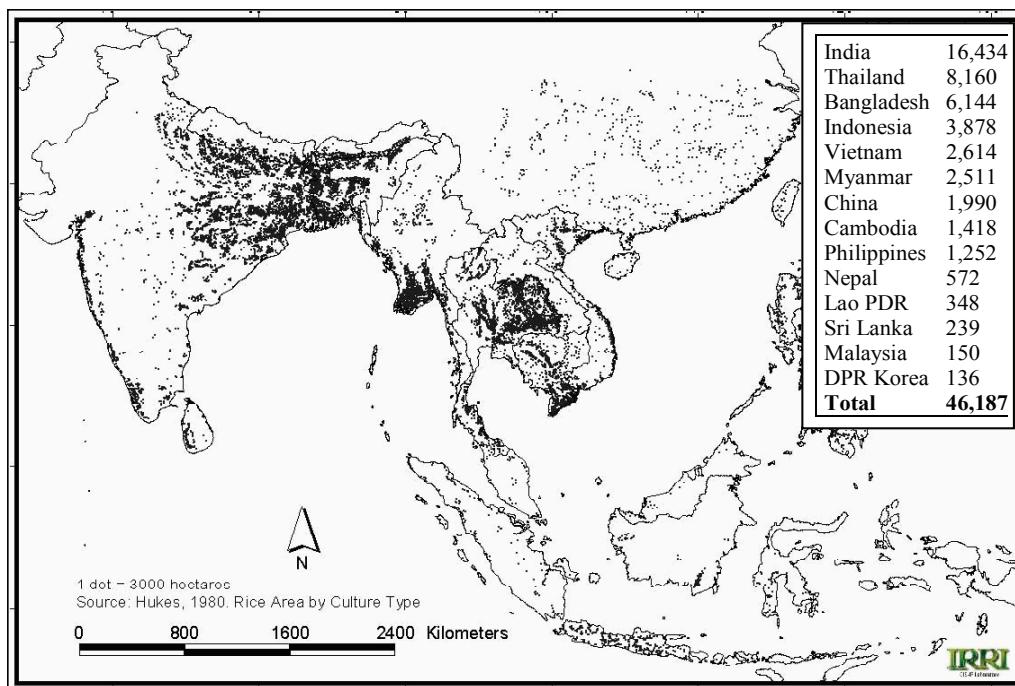 India 16,434
Thailand 8,160
Bangladesh 6,144
Indonesia 3,878
Vietnam 2,614
Myanmar 2,511
China 1,990
Cambodia 1,418
Philippines 1,252
Nepal 572
Lao PDR 348
Sri Lanka 239
Malaysia 150
DPR Korea 136
Total 46,187
N
1 dot – 3000 hoctaros
Source: Hukes, 1980. Rice Area by Culture Type
0 800 1600 2400 Kilometers
IRRI